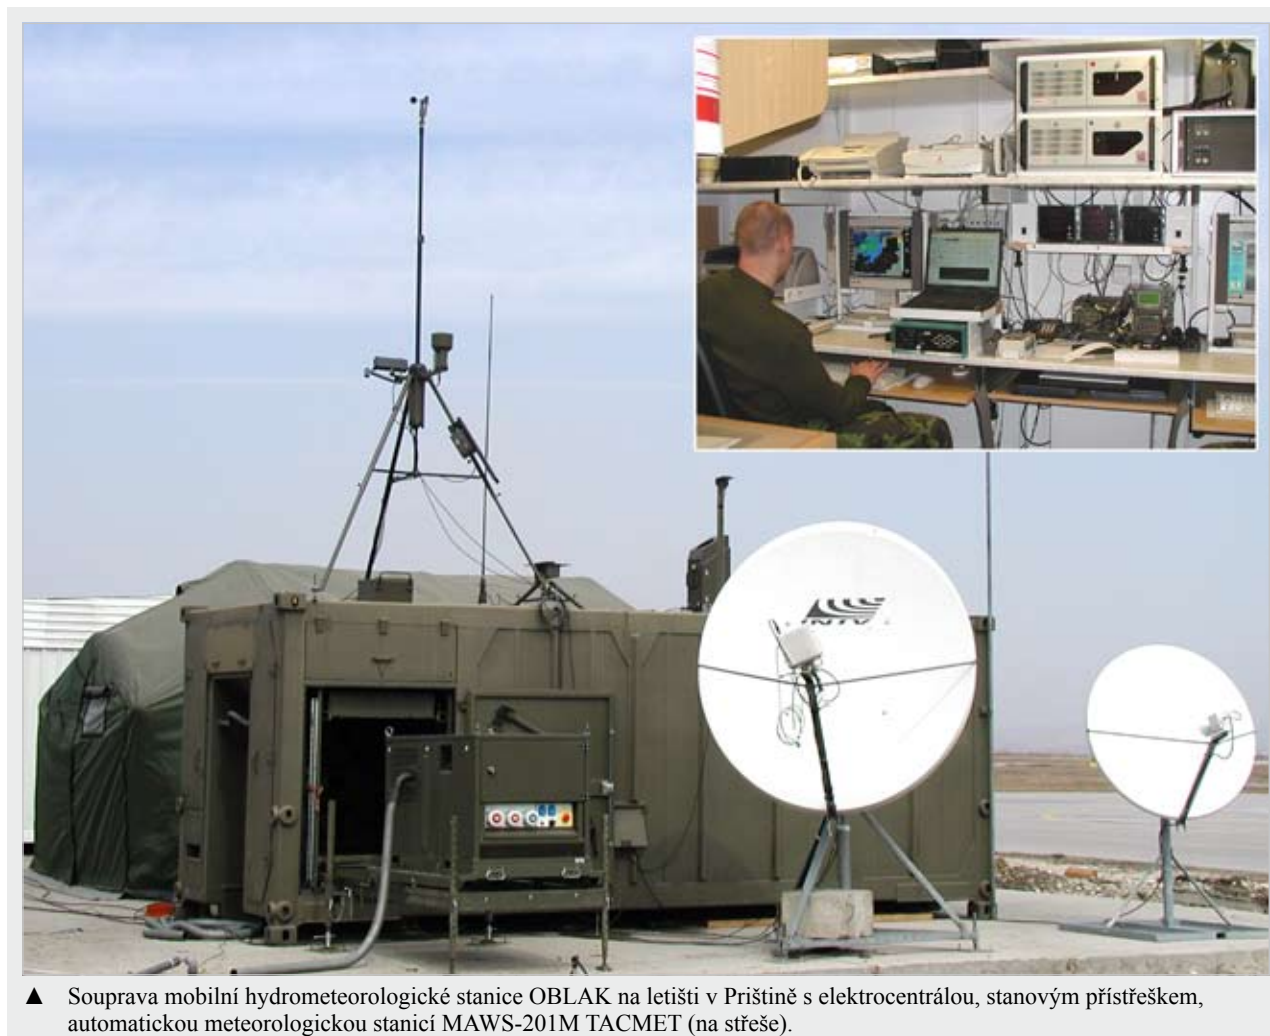 ▲ Souprava mobilní hydrometeorologické stanice OBLAK na letišti v Prištině s elektrocentrálou, stanovým přístřeškem,
automatickou meteorologickou stanicí MAWS-201M TACMET (na střeše).